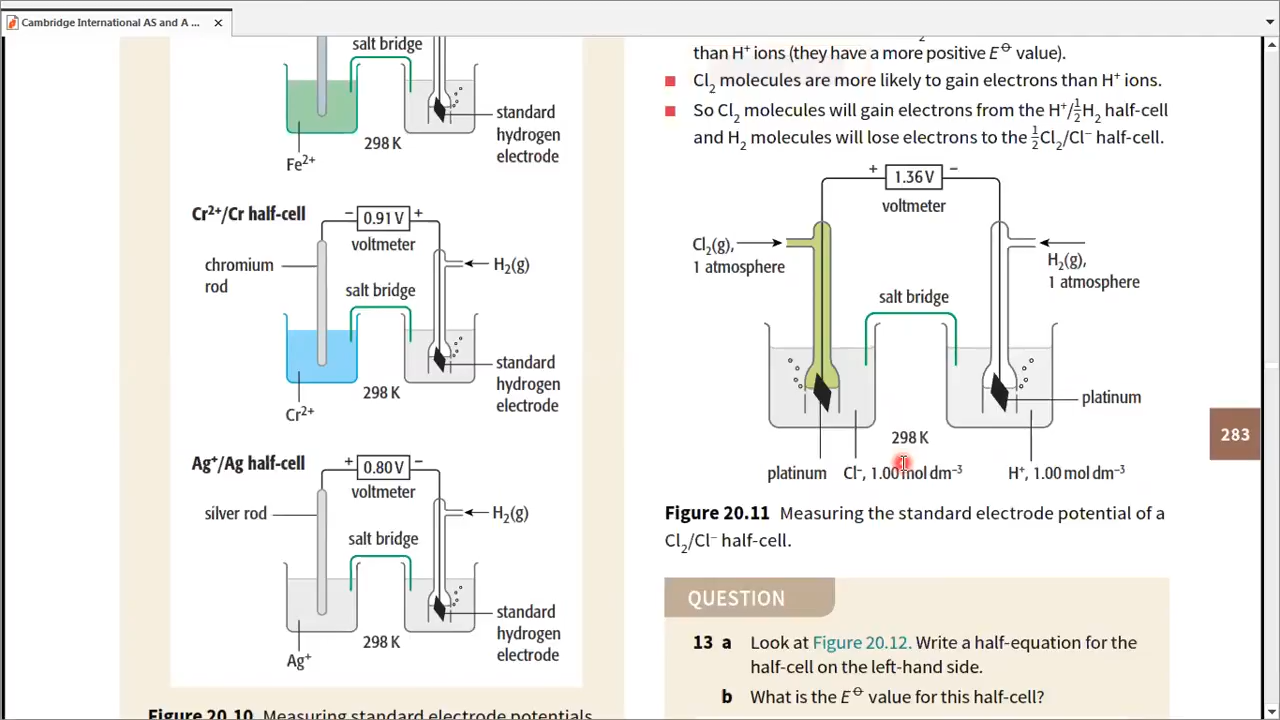 Cambridge International AS and A ...
salt bridge
standard
hydrogen
electrode
298 K
Fe²⁺
Cr²⁺/Cr half-cell
− 0.91 V +
voltmeter
chromium
rod
H₂(g)
salt bridge
standard
hydrogen
electrode
298 K
Cr²⁺
Ag⁺/Ag half-cell
+ 0.80 V −
voltmeter
silver rod
H₂(g)
salt bridge
standard
hydrogen
electrode
298 K
Ag⁺
Figure 20.10 Measuring standard electrode potentials
than H⁺ ions (they have a more positive E⦵ value).
■ Cl₂ molecules are more likely to gain electrons than H⁺ ions.
■ So Cl₂ molecules will gain electrons from the H⁺/½H₂ half-cell
and H₂ molecules will lose electrons to the ½Cl₂/Cl⁻ half-cell.
+ 1.36 V −
voltmeter
Cl₂(g),
1 atmosphere
H₂(g),
1 atmosphere
salt bridge
platinum
298 K
platinum Cl⁻, 1.00 mol dm⁻³ H⁺, 1.00 mol dm⁻³
Figure 20.11 Measuring the standard electrode potential of a
Cl₂/Cl⁻ half-cell.
283
QUESTION
13 a Look at Figure 20.12. Write a half-equation for the
half-cell on the left-hand side.
b What is the E⦵ value for this half-cell?